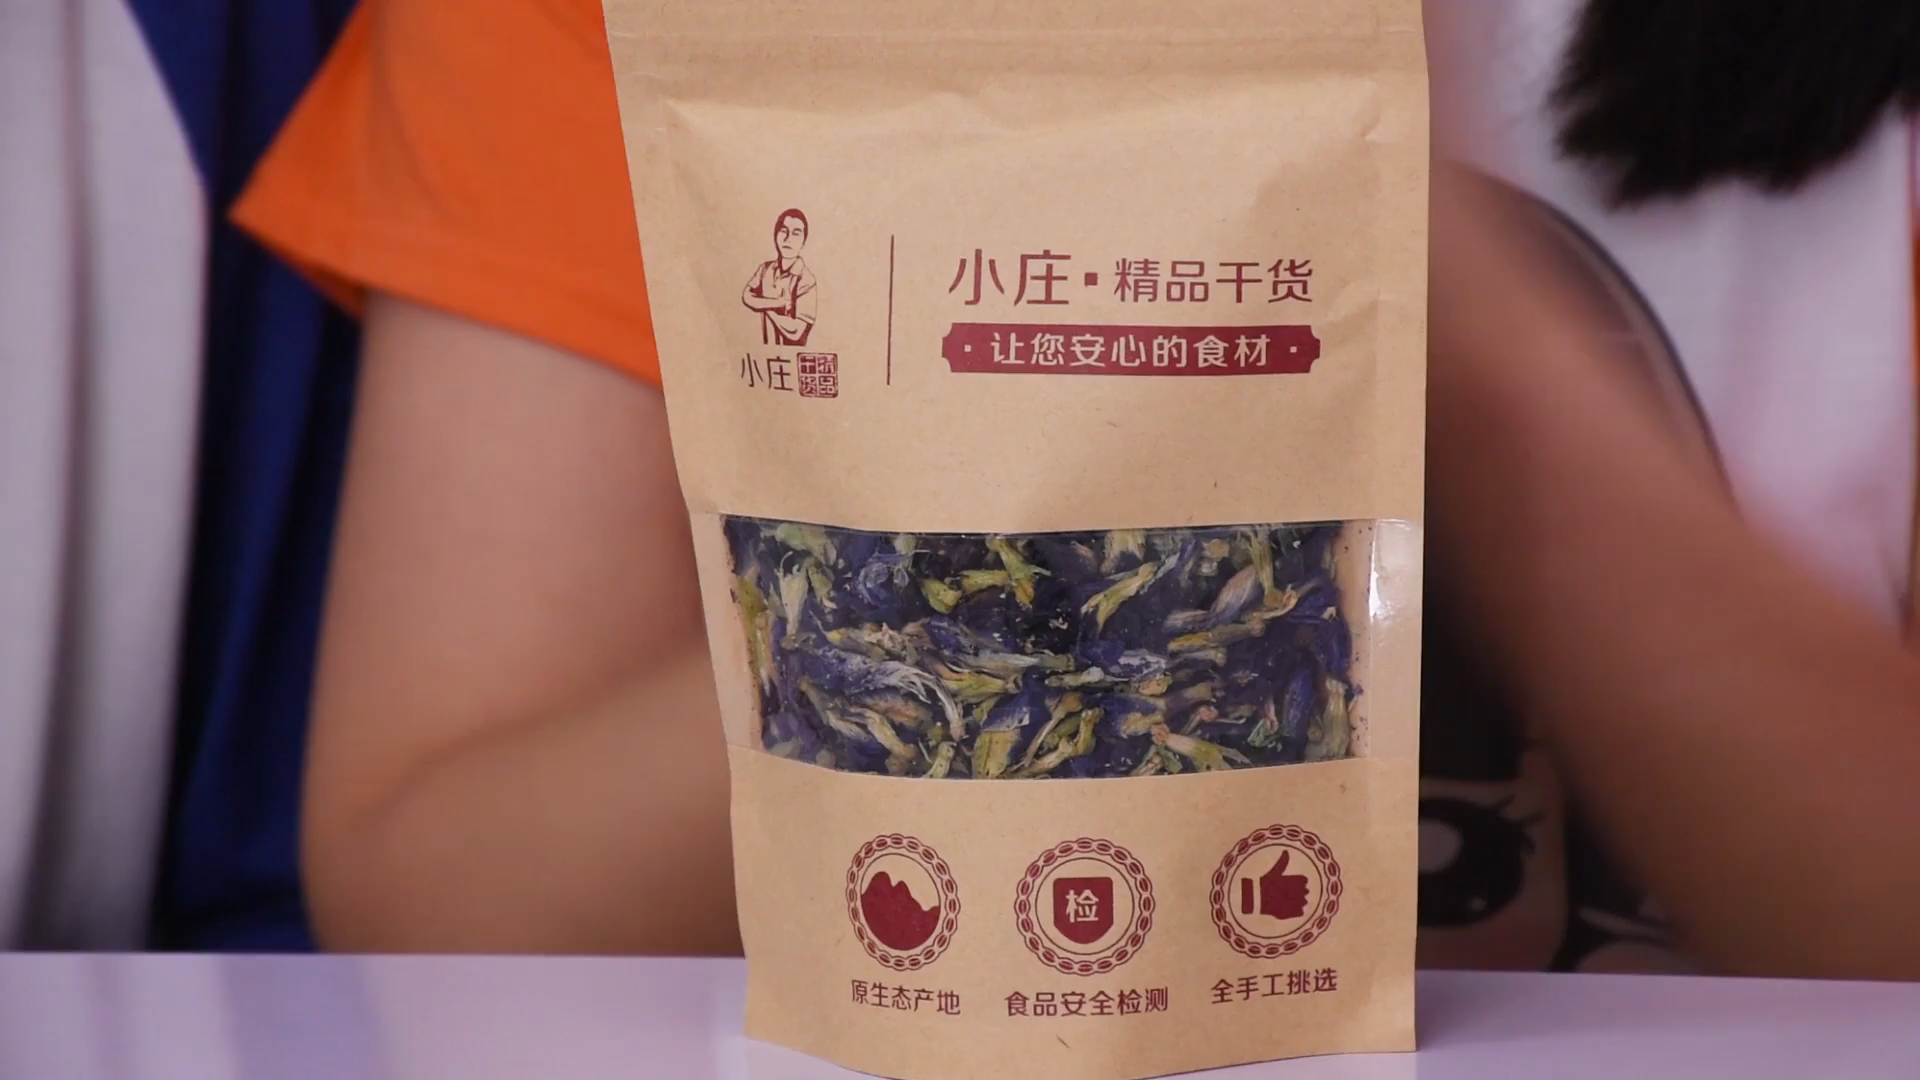 小庄·精品干货
让您安心的食材
小庄 精品干货
检
原生态产地
食品安全检测
全手工挑选